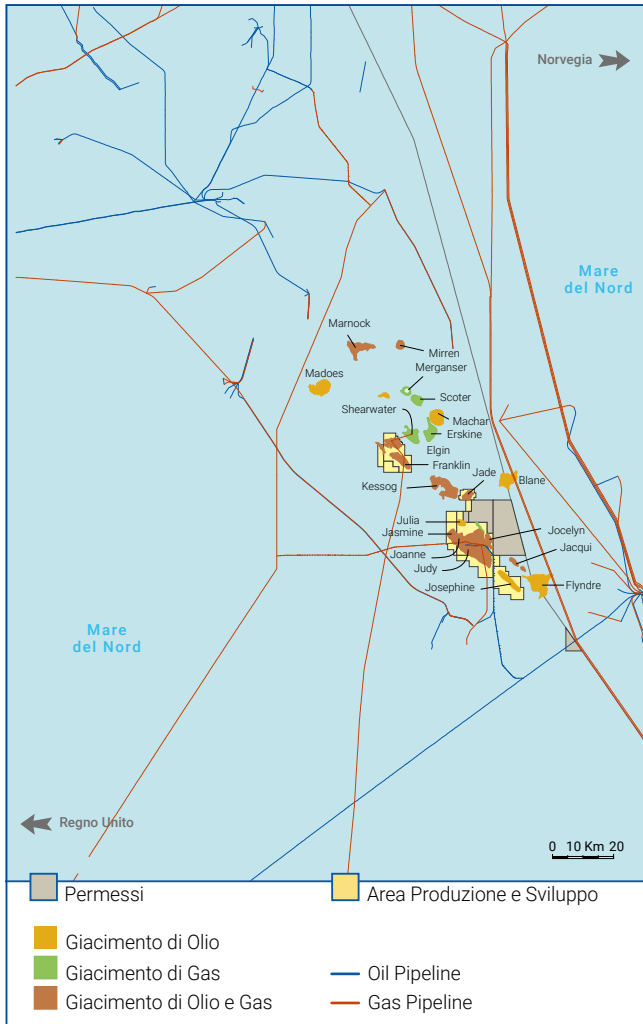 Norvegia
Mare
del Nord
Marnock
Mirren
Merganser
Madoes
Scoter
Shearwater
Machar
Erskine
Elgin
Franklin
Jade
Kessog
Blane
Julia
Jasmine
Jocelyn
Joanne
Jacqui
Judy
Josephine
Flyndre
Mare
del Nord
Regno Unito
0 10 Km 20
Permessi
Area Produzione e Sviluppo
Giacimento di Olio
Giacimento di Gas
Oil Pipeline
Giacimento di Olio e Gas
Gas Pipeline